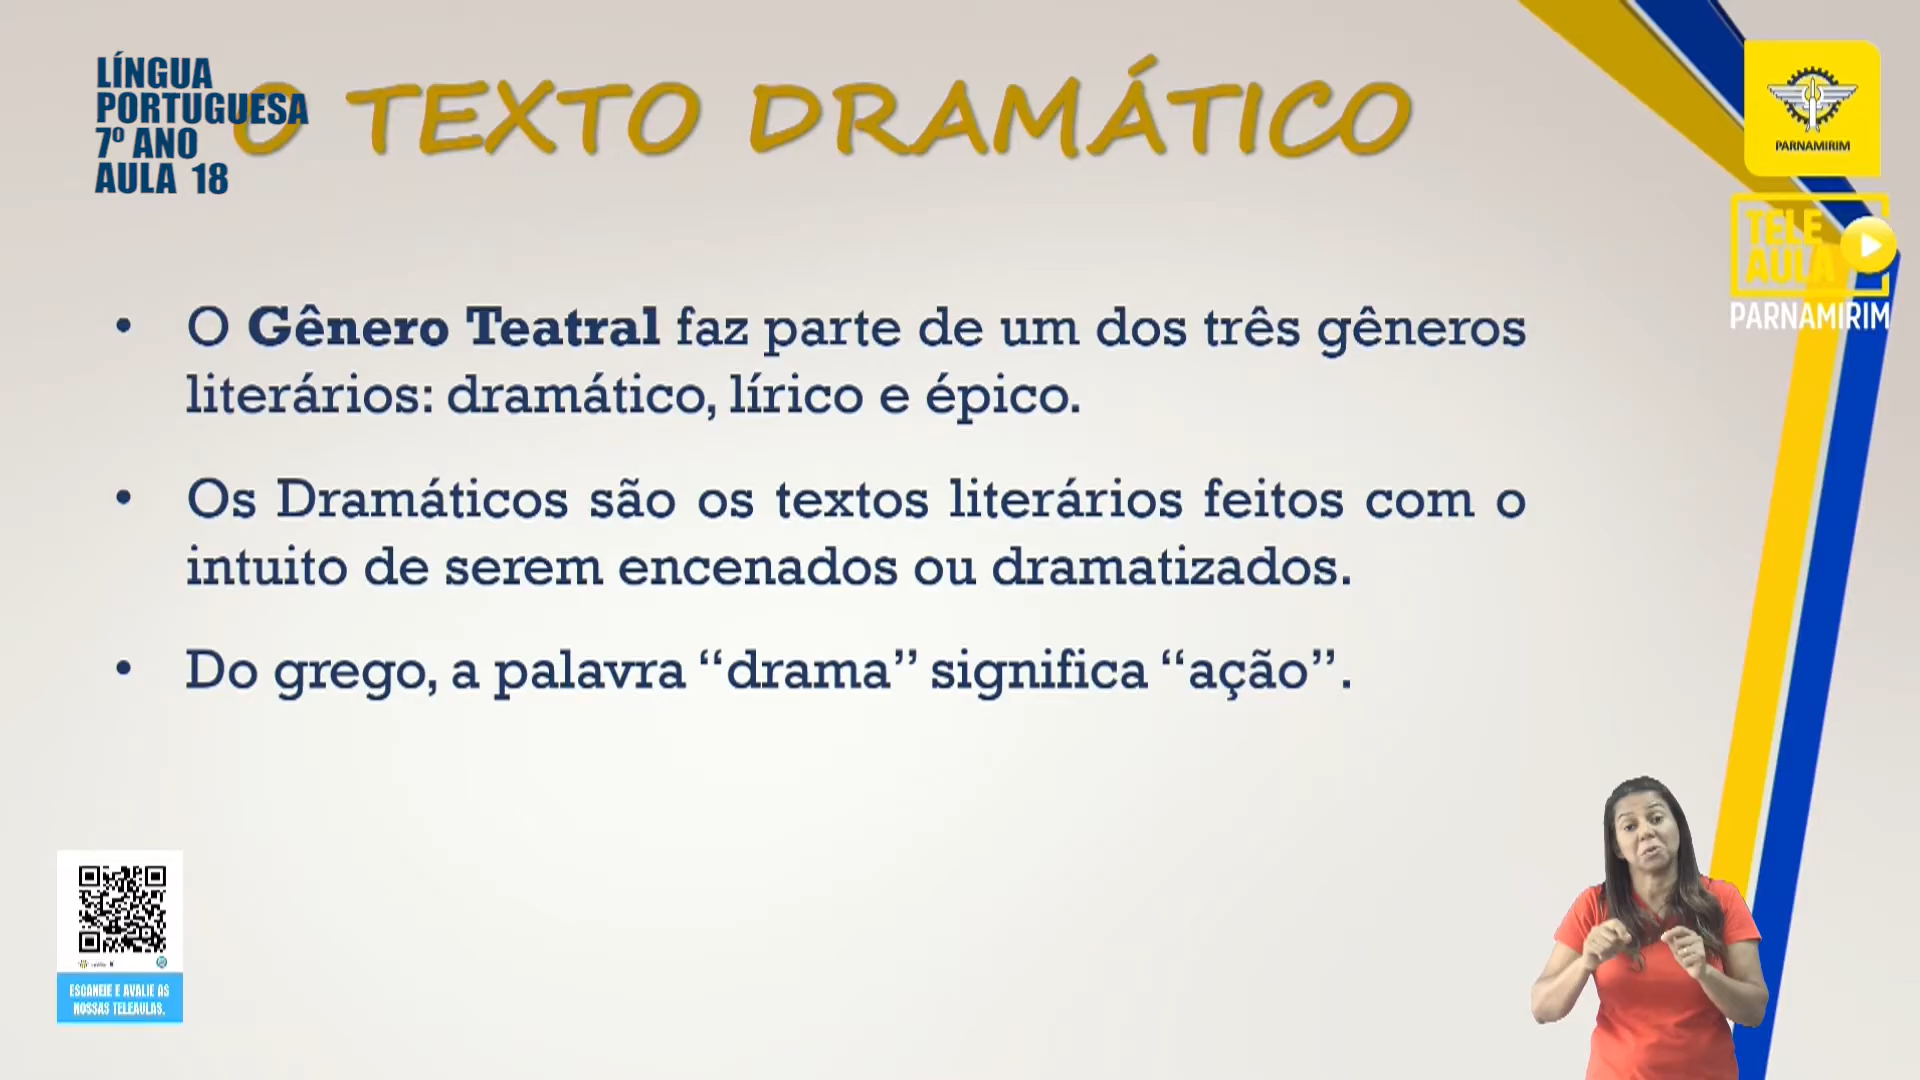 LÍNGUA
PORTUGUESA
7º ANO
AULA 18
O TEXTO DRAMÁTICO
PARNAMIRIM
TELE
AULA
PARNAMIRIM
• O Gênero Teatral faz parte de um dos três gêneros
literários: dramático, lírico e épico.
• Os Dramáticos são os textos literários feitos com o
intuito de serem encenados ou dramatizados.
• Do grego, a palavra “drama” significa “ação”.
ESCANEIE E AVALIE AS
NOSSAS TELEAULAS.